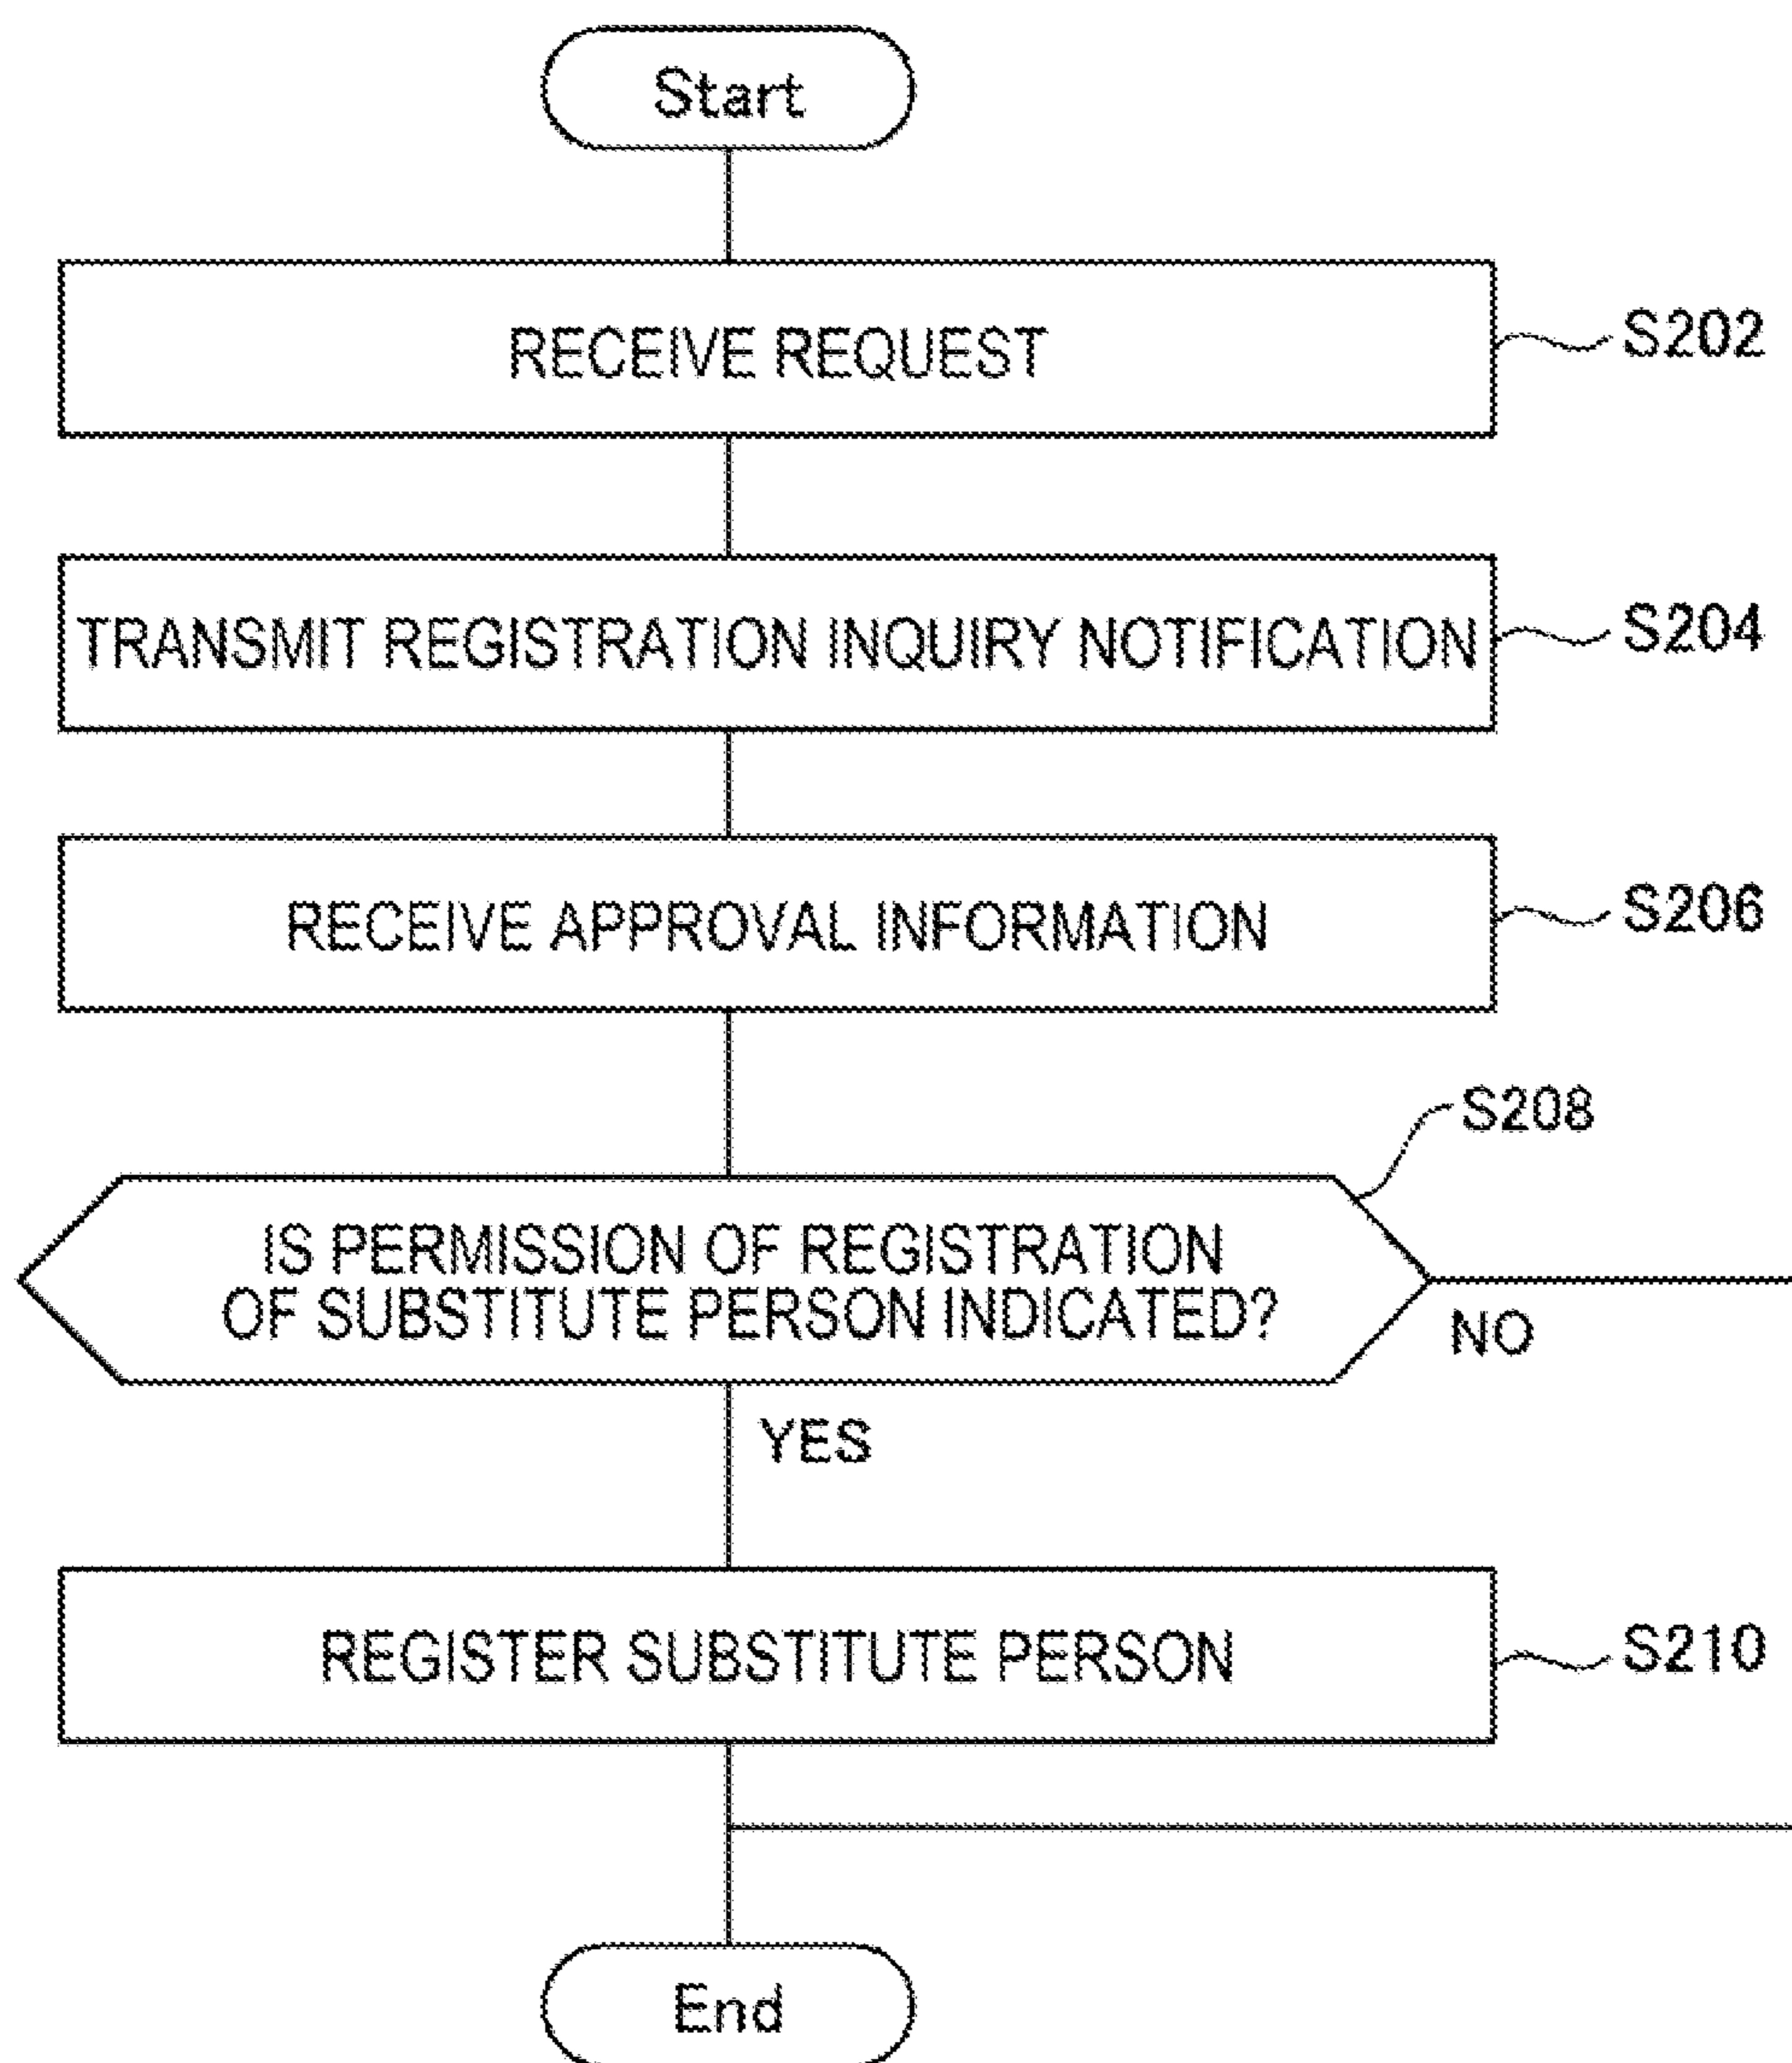 Start
RECEIVE REQUEST
S202
TRANSMIT REGISTRATION INQUIRY NOTIFICATION
S204
RECEIVE APPROVAL INFORMATION
S206
S208
IS PERMISSION OF REGISTRATION
OF SUBSTITUTE PERSON INDICATED?
NO
YES
REGISTER SUBSTITUTE PERSON
S210
End